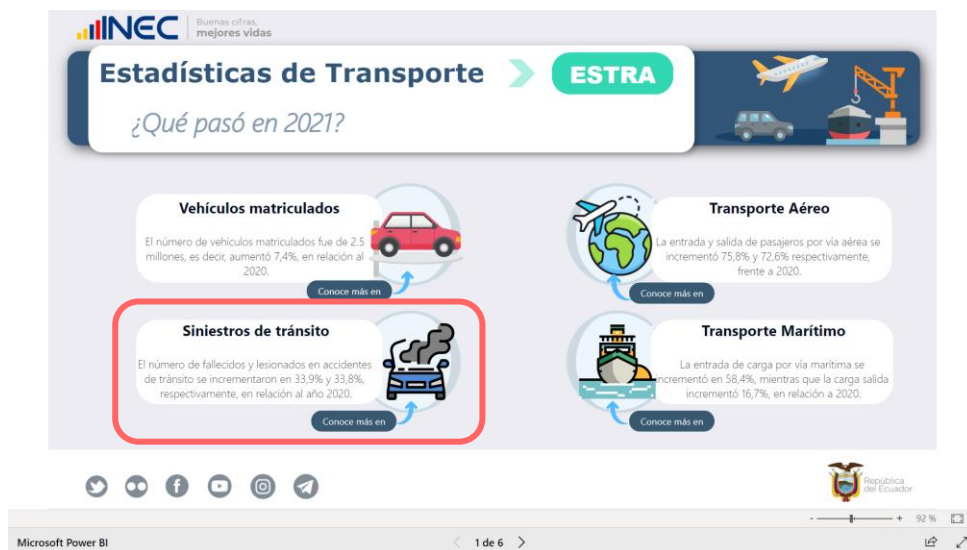 INEC
Buenas cifras,
mejores vidas
Estadísticas de Transporte
ESTRA
¿Qué pasó en 2021?
Vehículos matriculados
El número de vehículos matriculados fue de 2.5
millones, es decir, aumentó 7,4%, en relación al
2020.
Conoce más en
Transporte Aéreo
La entrada y salida de pasajeros por vía aérea se
incrementó 75,8% y 72,6% respectivamente,
frente a 2020.
Conoce más en
Siniestros de tránsito
El número de fallecidos y lesionados en accidentes
de tránsito se incrementaron en 33,9% y 33,8%,
respectivamente, en relación al año 2020.
Conoce más en
Transporte Marítimo
La entrada de carga por vía marítima se
incrementó en 58,4%, mientras que la carga salida
incrementó 16,7%, en relación a 2020.
Conoce más en
República
del Ecuador
- + 92 %
Microsoft Power BI
1 de 6